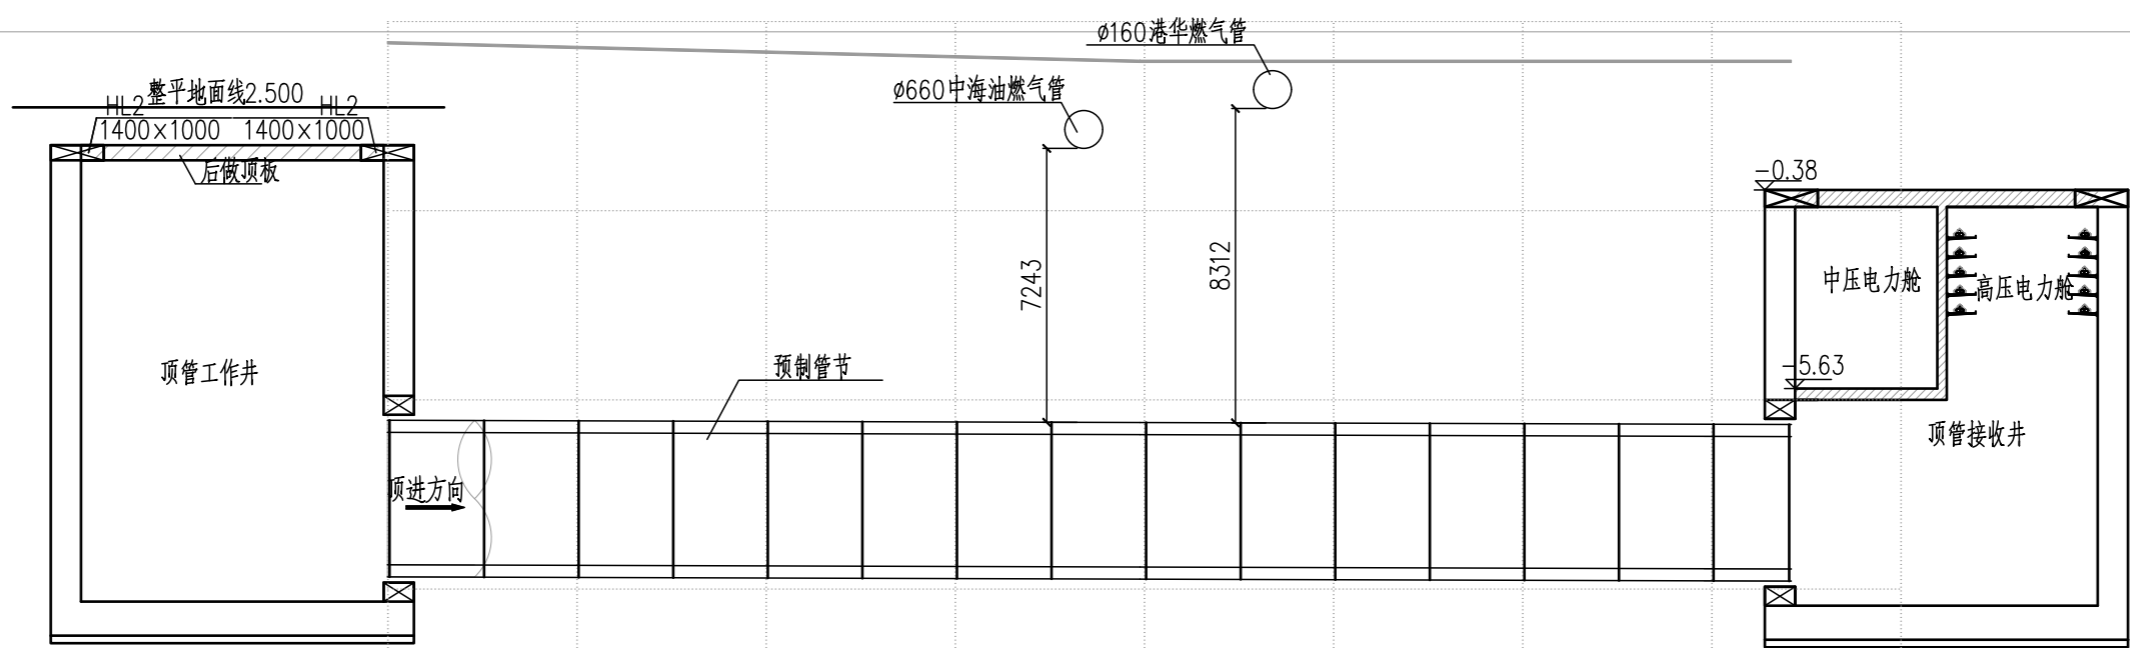 ø160港华燃气管
ø660中海油燃气管
整平地面线2.500
HL2
HL2
1400×1000
1400×1000
后做顶板
-0.38
7243
8312
中压电力舱
高压电力舱
顶管工作井
预制管节
-5.63
顶管接收井
顶进方向